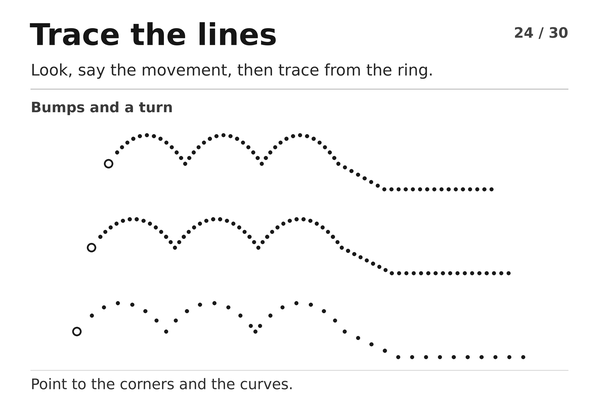 Trace the lines
24 / 30
Look, say the movement, then trace from the ring.
Bumps and a turn
Point to the corners and the curves.